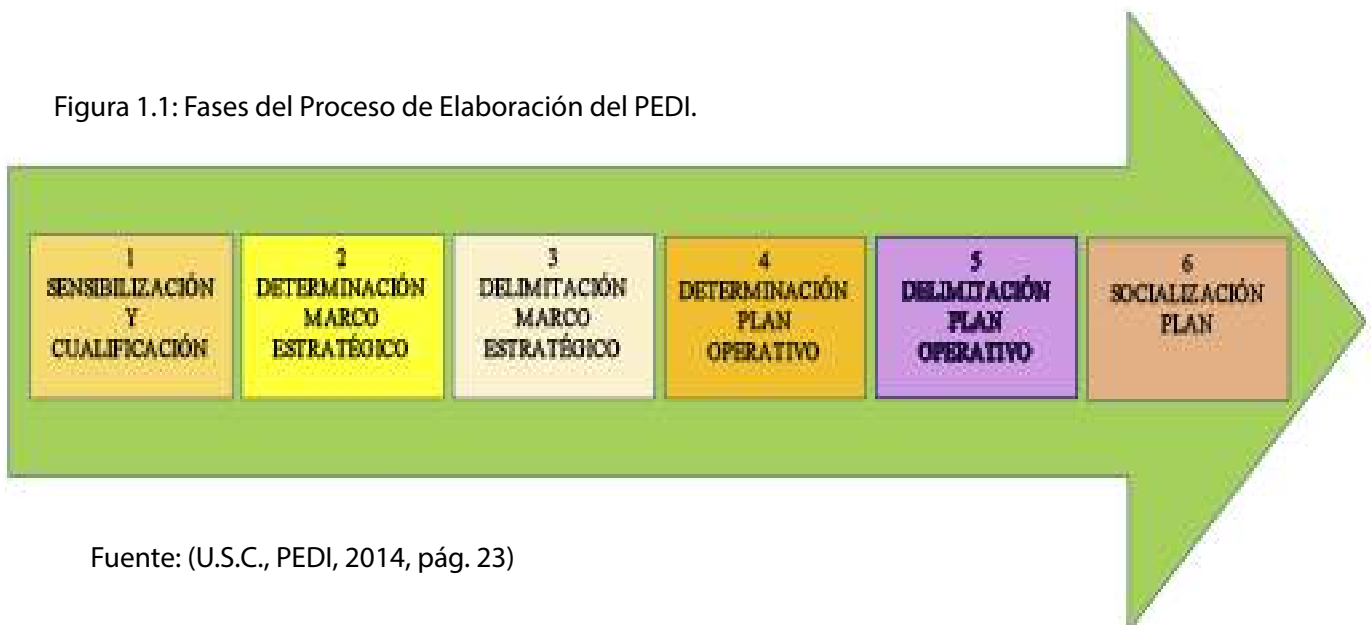 Figura 1.1: Fases del Proceso de Elaboración del PEDI.
1
SENSIBILIZACIÓN
Y
CUALIFICACIÓN
2
DETERMINACIÓN
MARCO
ESTRATÉGICO
3
DELIMITACIÓN
MARCO
ESTRATÉGICO
4
DETERMINACIÓN
PLAN
OPERATIVO
5
DELIMITACIÓN
PLAN
OPERATIVO
6
SOCIALIZACIÓN
PLAN
Fuente: (U.S.C., PEDI, 2014, pág. 23)